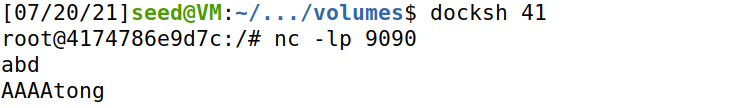 [07/20/21]seed@VM:~/.../volumes$ docksh 41
root@4174786e9d7c:/# nc -lp 9090
abd
AAAAtong